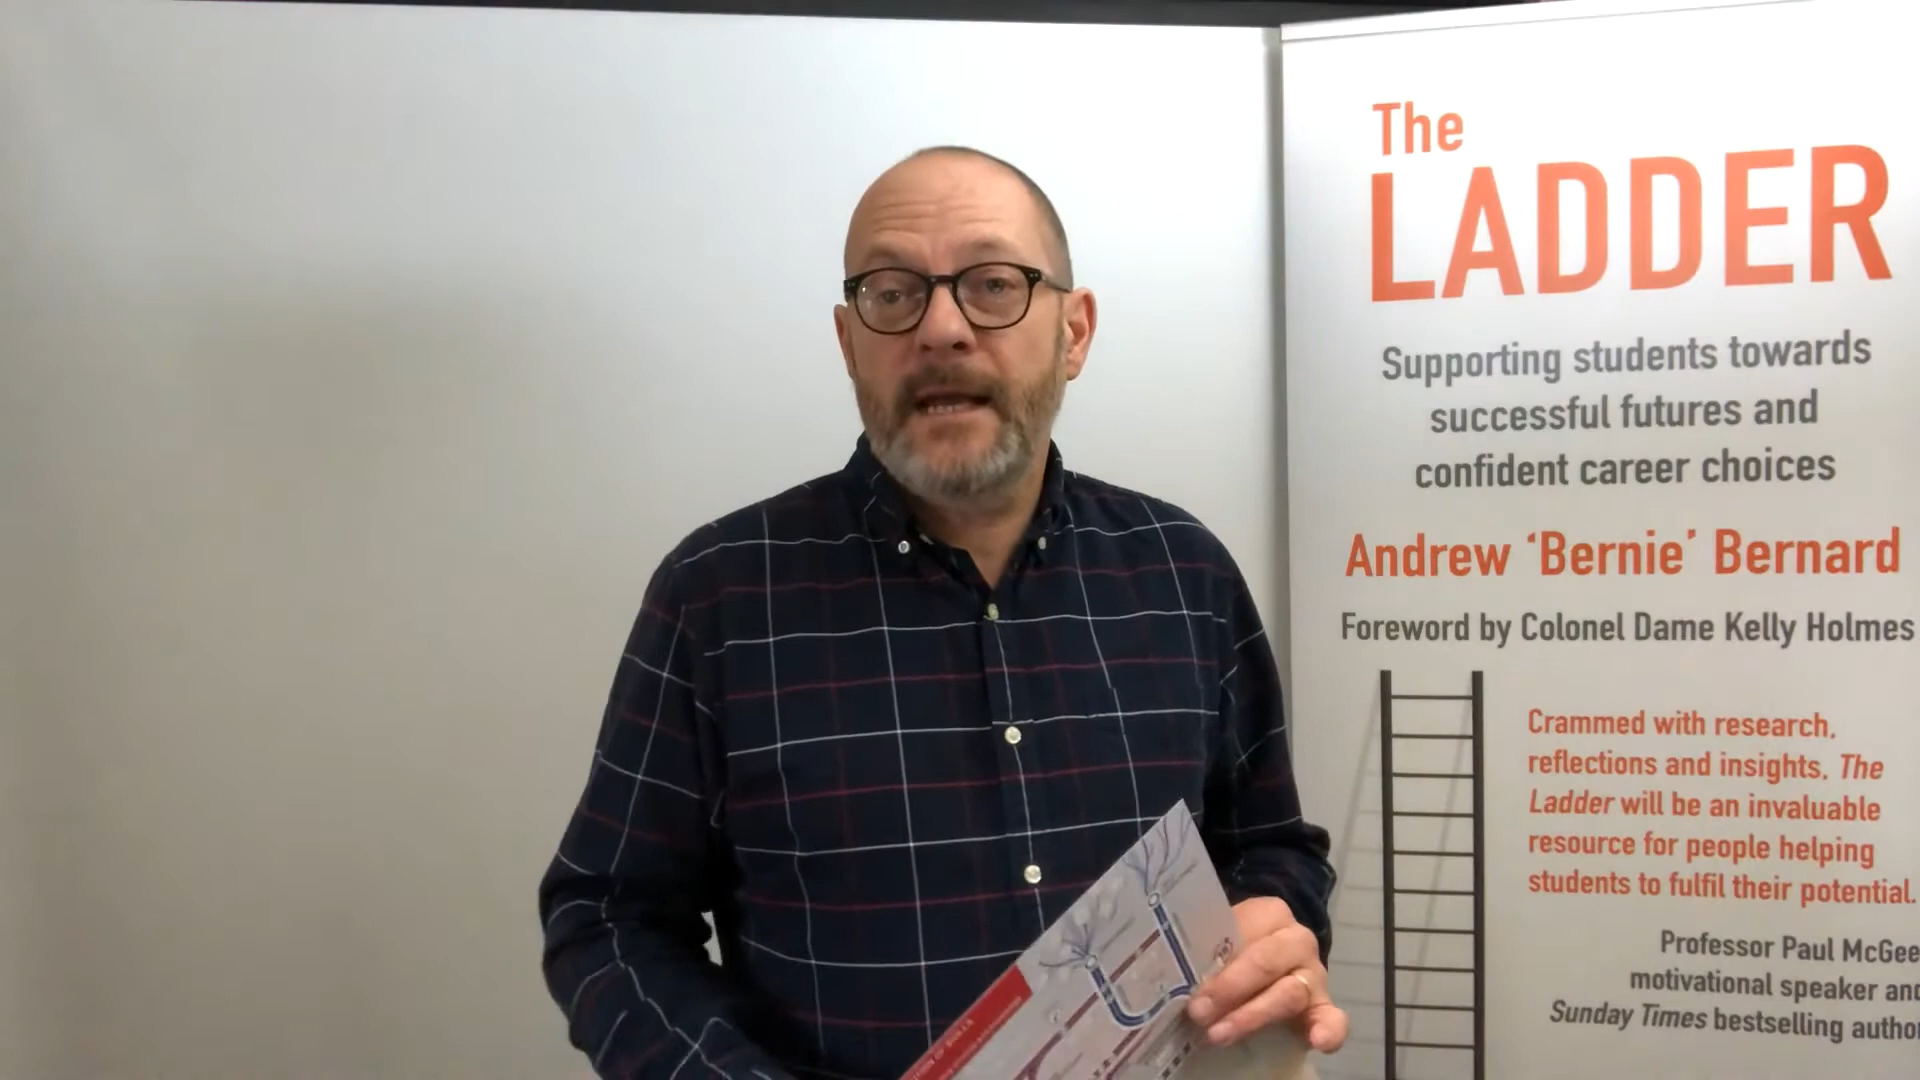 The
LADDER
Supporting students towards
successful futures and
confident career choices
Andrew ‘Bernie’ Bernard
Foreword by Colonel Dame Kelly Holmes
Crammed with research,
reflections and insights, The
Ladder will be an invaluable
resource for people helping
students to fulfil their potential.
Professor Paul McGee
motivational speaker and
Sunday Times bestselling autho